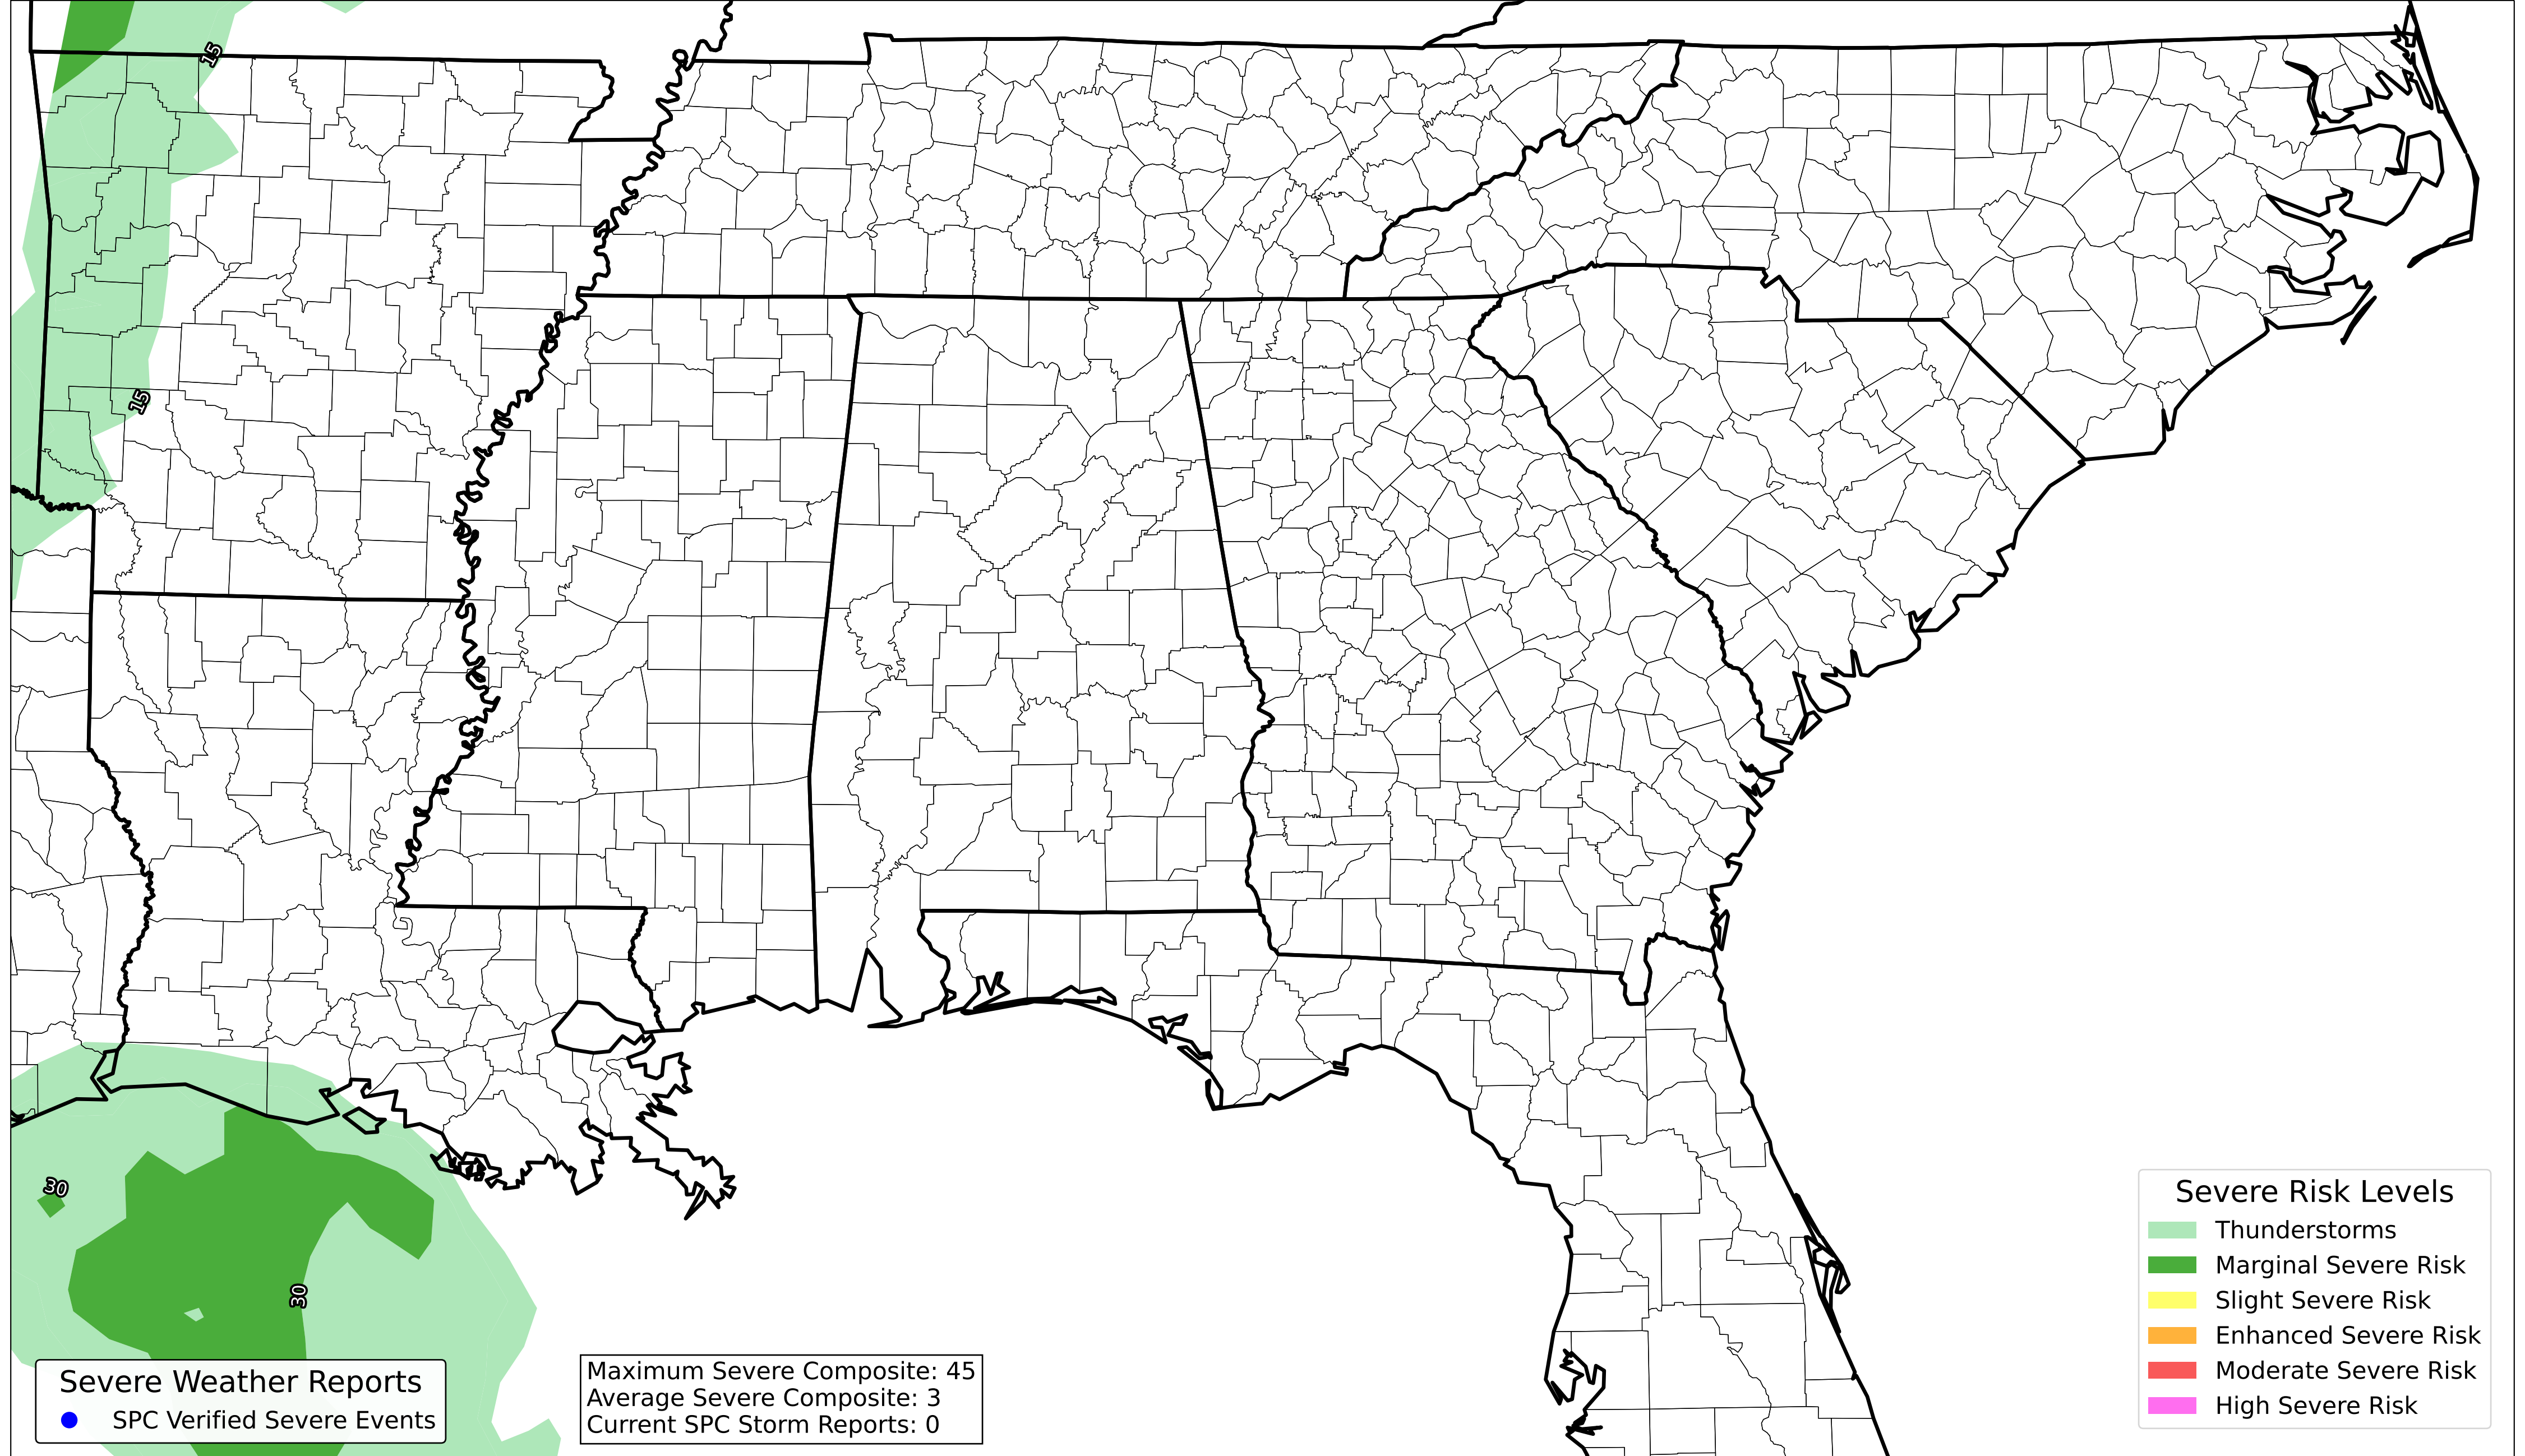 15
15
30
30
Severe Weather Reports
SPC Verified Severe Events
Maximum Severe Composite: 45
Average Severe Composite: 3
Current SPC Storm Reports: 0
Severe Risk Levels
Thunderstorms
Marginal Severe Risk
Slight Severe Risk
Enhanced Severe Risk
Moderate Severe Risk
High Severe Risk